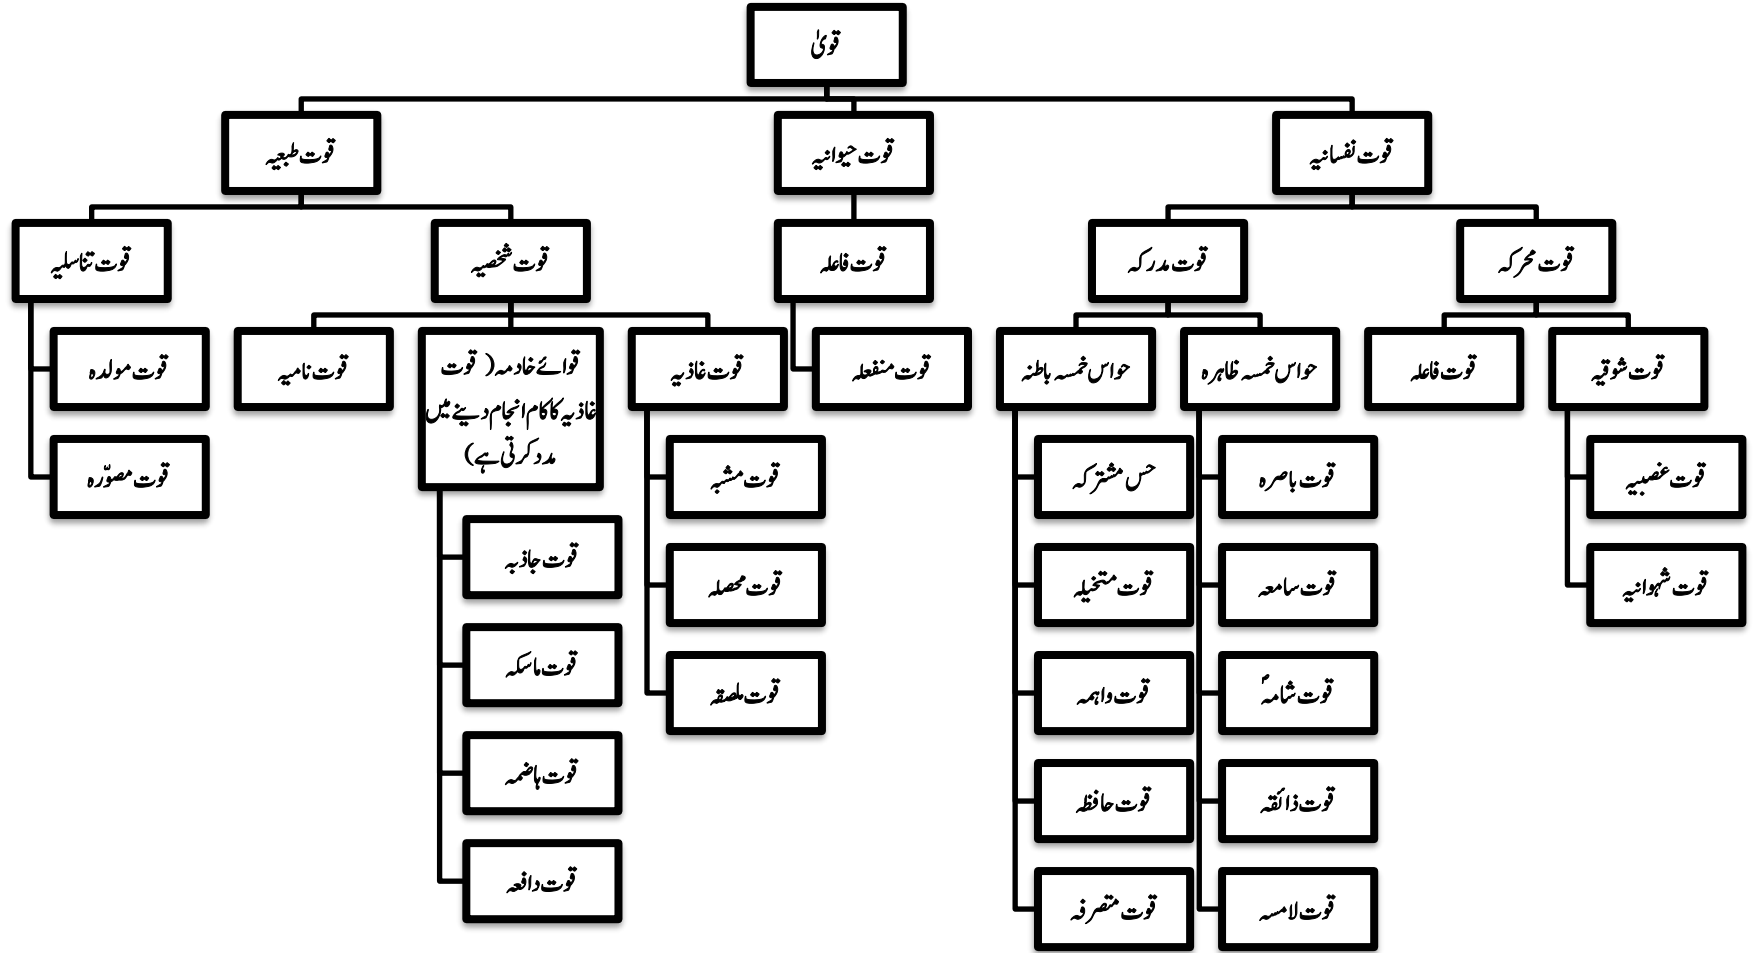 قویٰ
قوت نفسانیہ
قوت حیوانیہ
قوت طبعیہ
قوت محرکہ
قوت مدرکہ
قوت فاعلہ
قوت شخصیہ
قوت تناسلیہ
قوت شوقیہ
قوت فاعلہ
حواس خمسہ ظاہرہ
حواس خمسہ باطنہ
قوت منفعلہ
قوت غاذیہ
قوائے خادمہ ( قوت
غاذیہ کا کام انجام دینے میں
مدد کرتی ہے)
قوت نامیہ
قوت مولدہ
قوت غصبیہ
قوت باصرہ
حس مشترکہ
قوت مشبہ
قوت مصوّرہ
قوت شہوانیہ
قوت سامعہ
قوت متخیلہ
قوت محصلہ
قوت جاذبہ
قوت شامہؐ
قوت واہمہ
قوت ملصقہ
قوت ماسکہ
قوت ذائقہ
قوت حافظہ
قوت ہاضمہ
قوت لامسہ
قوت متصرفہ
قوت دافعہ